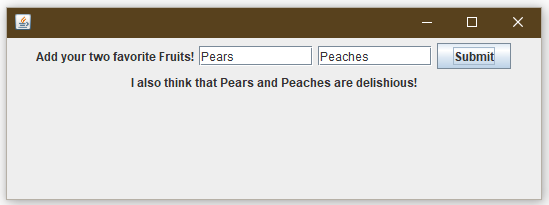 Add your two favorite Fruits! Pears Peaches Submit
I also think that Pears and Peaches are delishious!